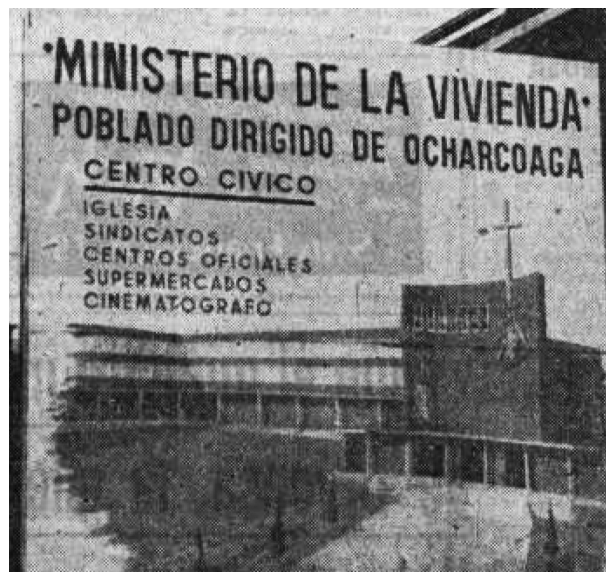 ·MINISTERIO DE LA VIVIENDA·
POBLADO DIRIGIDO DE OCHARCOAGA
CENTRO CIVICO
IGLESIA
SINDICATOS
CENTROS OFICIALES
SUPERMERCADOS
CINEMATOGRAFO